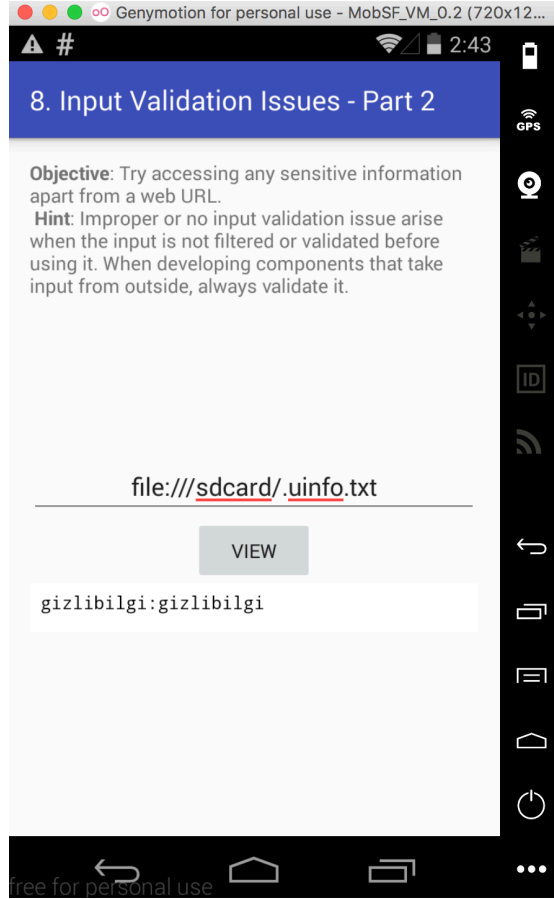 Genymotion for personal use - MobSF_VM_0.2 (720x12...
# 2:43
GPS
8. Input Validation Issues - Part 2
Objective: Try accessing any sensitive information
apart from a web URL.
Hint: Improper or no input validation issue arise
when the input is not filtered or validated before
using it. When developing components that take
input from outside, always validate it.
ID
file:///sdcard/.uinfo.txt
VIEW
gizlibilgi:gizlibilgi
free for personal use